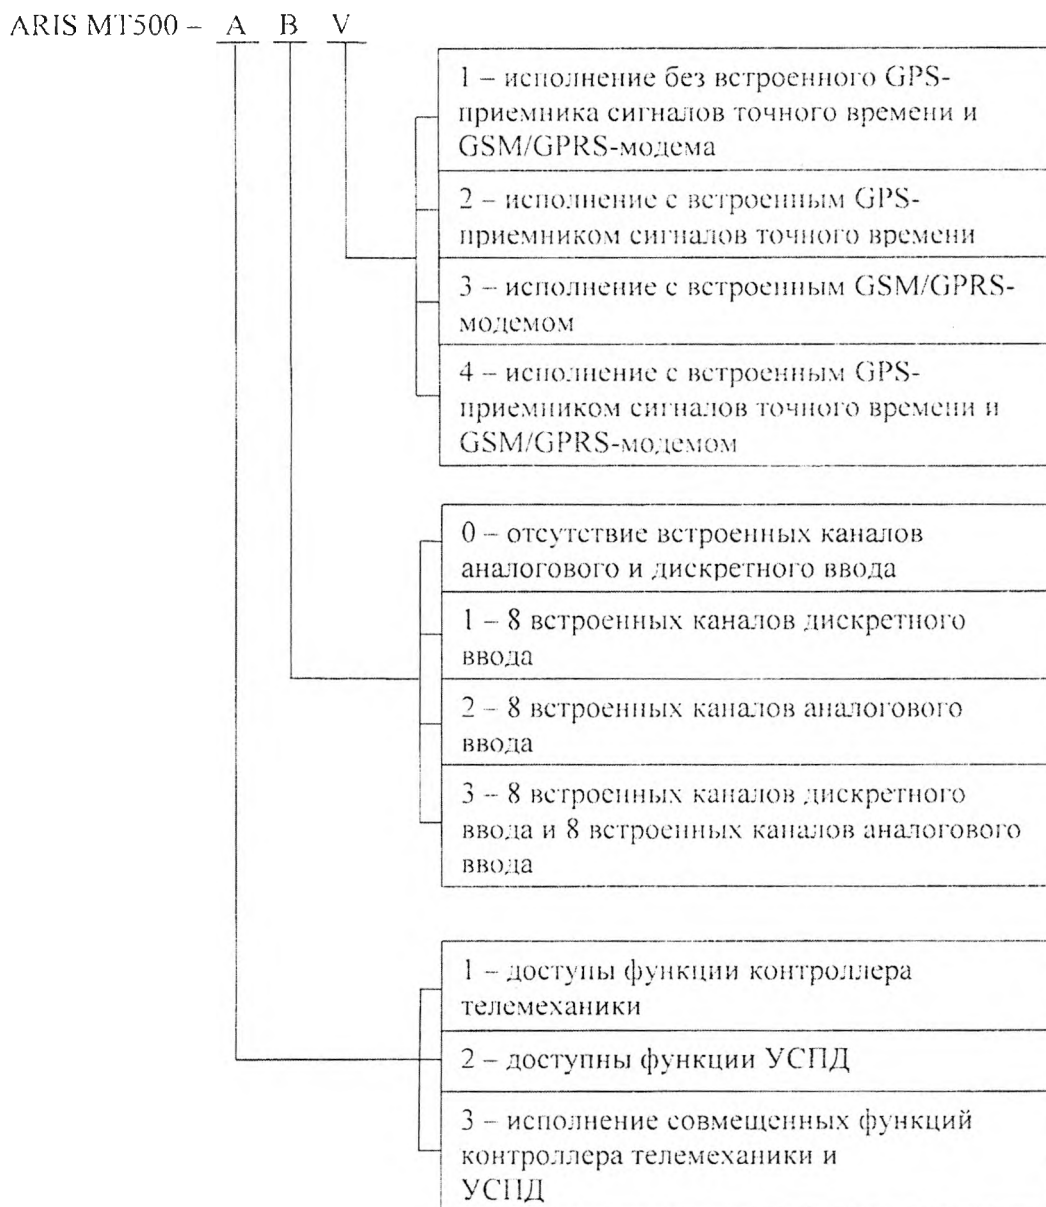 ARIS MT500 – A B V
1 – исполнение без встроенного GPS-
приемника сигналов точного времени и
GSM/GPRS-модема
2 – исполнение с встроенным GPS-
приемником сигналов точного времени
3 – исполнение с встроенным GSM/GPRS-
модемом
4 – исполнение с встроенным GPS-
приемником сигналов точного времени и
GSM/GPRS-модемом
0 – отсутствие встроенных каналов
аналогового и дискретного ввода
1 – 8 встроенных каналов дискретного
ввода
2 – 8 встроенных каналов аналогового
ввода
3 – 8 встроенных каналов дискретного
ввода и 8 встроенных каналов аналогового
ввода
1 – доступы функции контроллера
телемеханики
2 – доступны функции УСПД
3 – исполнение совмещенных функций
контроллера телемеханики и
УСПД